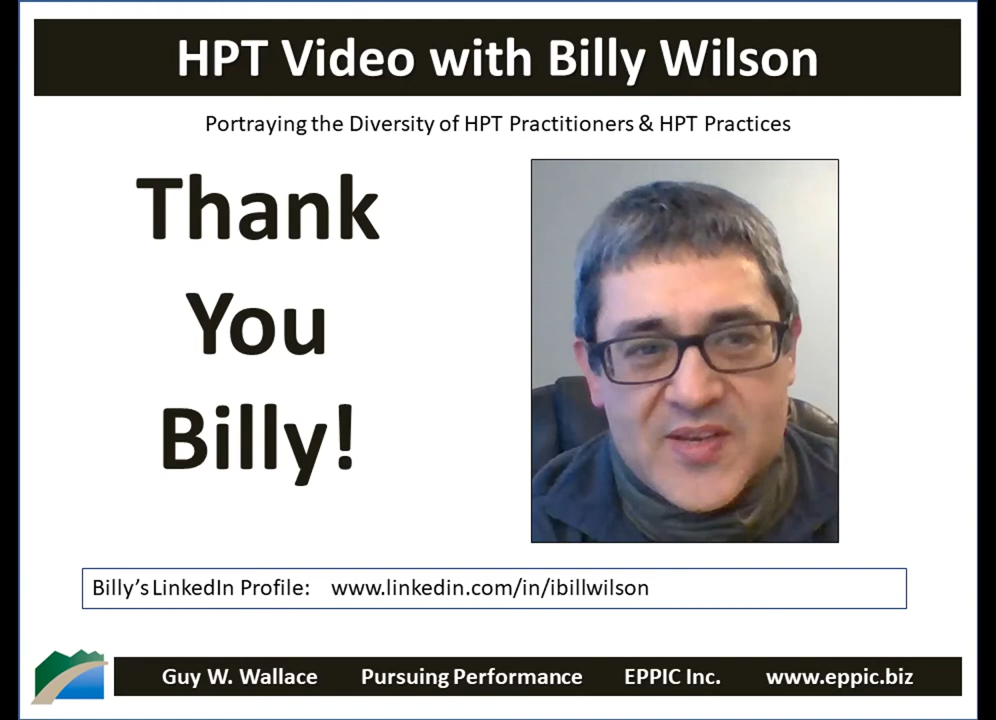 HPT Video with Billy Wilson
Portraying the Diversity of HPT Practitioners & HPT Practices
Thank
You
Billy!
Billy's LinkedIn Profile: www.linkedin.com/in/ibillwilson
Guy W. Wallace Pursuing Performance EPPIC Inc. www.eppic.biz